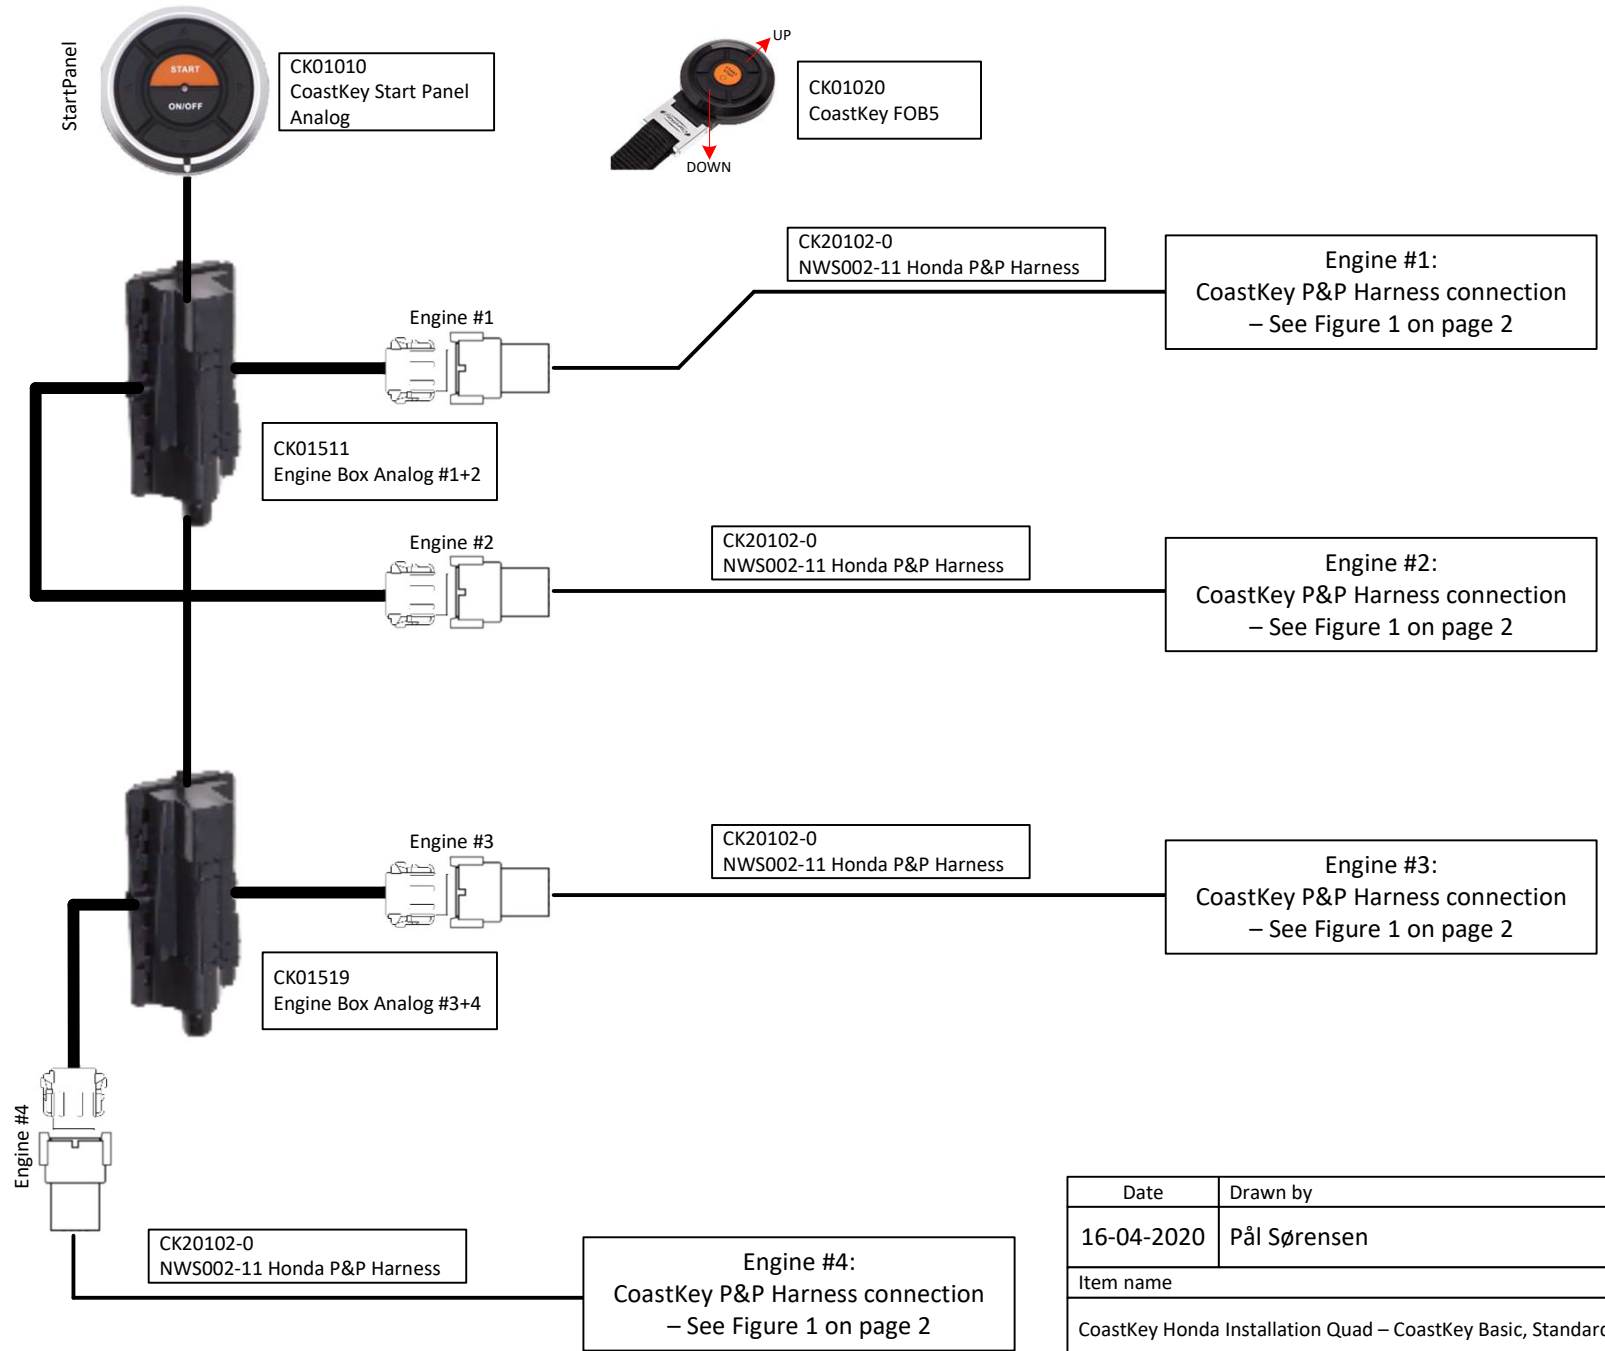 StartPanel
START
ON/OFF
CK01010
CoastKey Start Panel
Analog
UP
DOWN
CK01020
CoastKey FOB5
CK20102-0
NWS002-11 Honda P&P Harness
Engine #1:
CoastKey P&P Harness connection
– See Figure 1 on page 2
Engine #1
CK01511
Engine Box Analog #1+2
Engine #2
CK20102-0
NWS002-11 Honda P&P Harness
Engine #2:
CoastKey P&P Harness connection
– See Figure 1 on page 2
Engine #3
CK20102-0
NWS002-11 Honda P&P Harness
Engine #3:
CoastKey P&P Harness connection
– See Figure 1 on page 2
CK01519
Engine Box Analog #3+4
Engine #4
CK20102-0
NWS002-11 Honda P&P Harness
Engine #4:
CoastKey P&P Harness connection
– See Figure 1 on page 2
Date
Drawn by
16-04-2020
Pål Sørensen
Item name
CoastKey Honda Installation Quad – CoastKey Basic, Standard